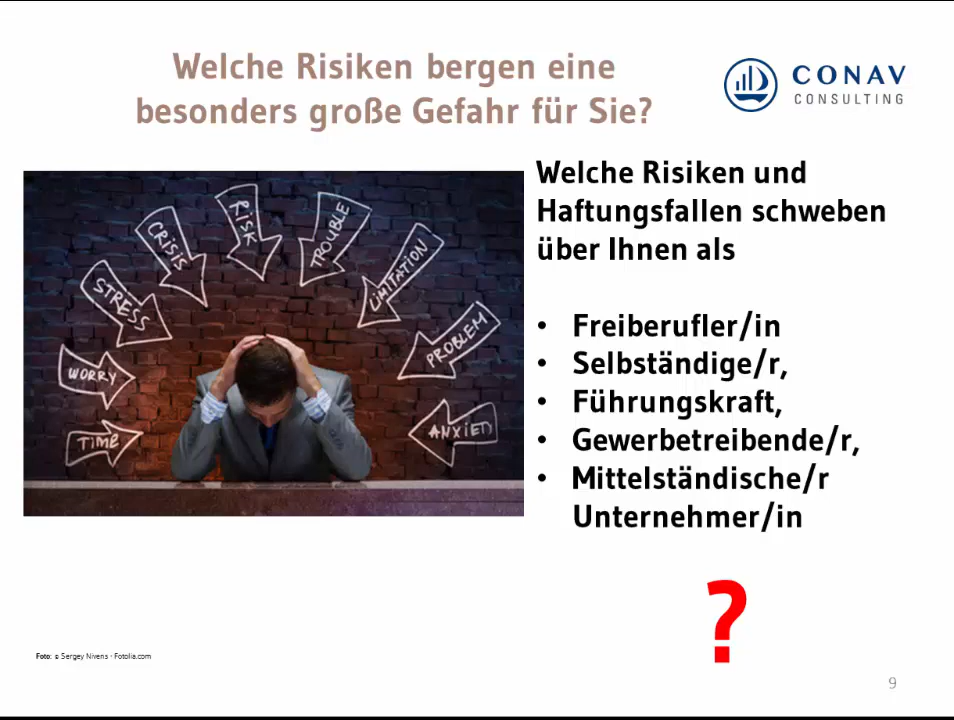 Welche Risiken bergen eine
besonders große Gefahr für Sie?
CONAV
CONSULTING
Welche Risiken und
Haftungsfallen schweben
über Ihnen als
• Freiberufler/in
• Selbständige/r,
• Führungskraft,
• Gewerbetreibende/r,
• Mittelständische/r
Unternehmer/in
?
TIME
WORRY
STRESS
CRISIS
RISK
TROUBLE
LIMITATION
PROBLEM
ANXIETY
Foto: © Sergey Nivens - Fotolia.com
9